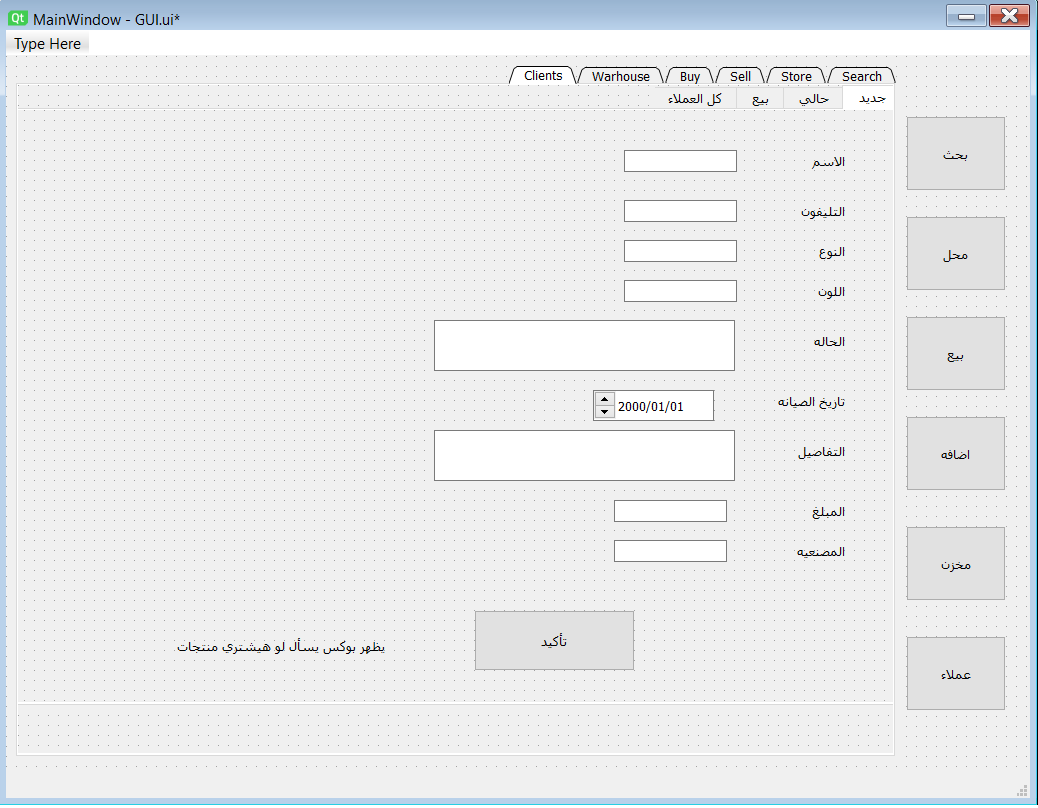 MainWindow - GUI.ui*
Type Here
Clients Warhouse Buy Sell Store Search
جديد حالي بيع كل العملاء
الاسم
التليفون
النوع
اللون
الحاله
تاريخ الصيانه
2000/01/01
التفاصيل
المبلغ
المصنعيه
تأكيد
يظهر بوكس يسأل لو هيشتري منتجات
بحث
محل
بيع
اضافه
مخزن
عملاء